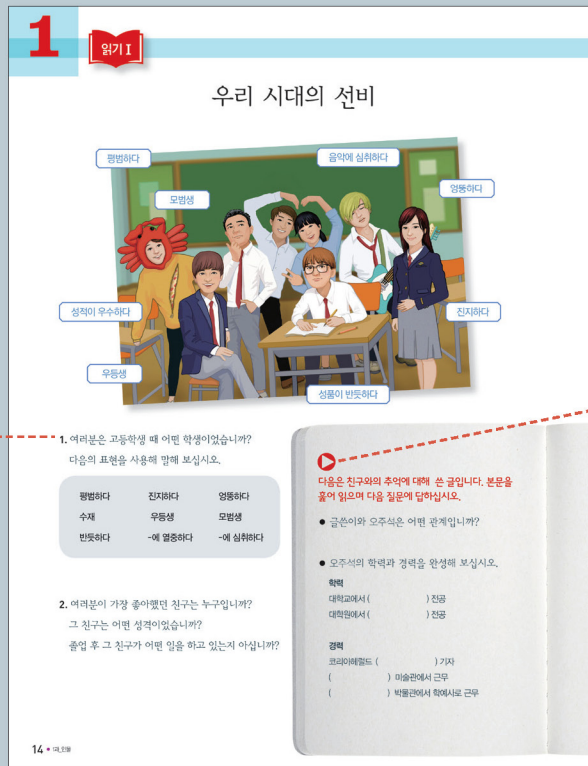 1
읽기 I
우리 시대의 선비
평범하다
음악에 심취하다
모범생
엉뚱하다
성적이 우수하다
진지하다
우등생
성품이 반듯하다
1. 여러분은 고등학생 때 어떤 학생이었습니까?
다음의 표현을 사용해 말해 보십시오.
평범하다 진지하다 엉뚱하다
수재 우등생 모범생
반듯하다 -에 열중하다 -에 심취하다
2. 여러분이 가장 좋아했던 친구는 누구입니까?
그 친구는 어떤 성격이었습니까?
졸업 후 그 친구가 어떤 일을 하고 있는지 아십니까?
다음은 친구와의 추억에 대해 쓴 글입니다. 본문을
훑어 읽으며 다음 질문에 답하십시오.
● 글쓴이와 오주석은 어떤 관계입니까?
● 오주석의 학력과 경력을 완성해 보십시오.
학력
대학교에서 ( ) 전공
대학원에서 ( ) 전공
경력
코리아헤럴드 ( ) 기자
( ) 미술관에서 근무
( ) 박물관에서 학예사로 근무
14 • 1과_인물